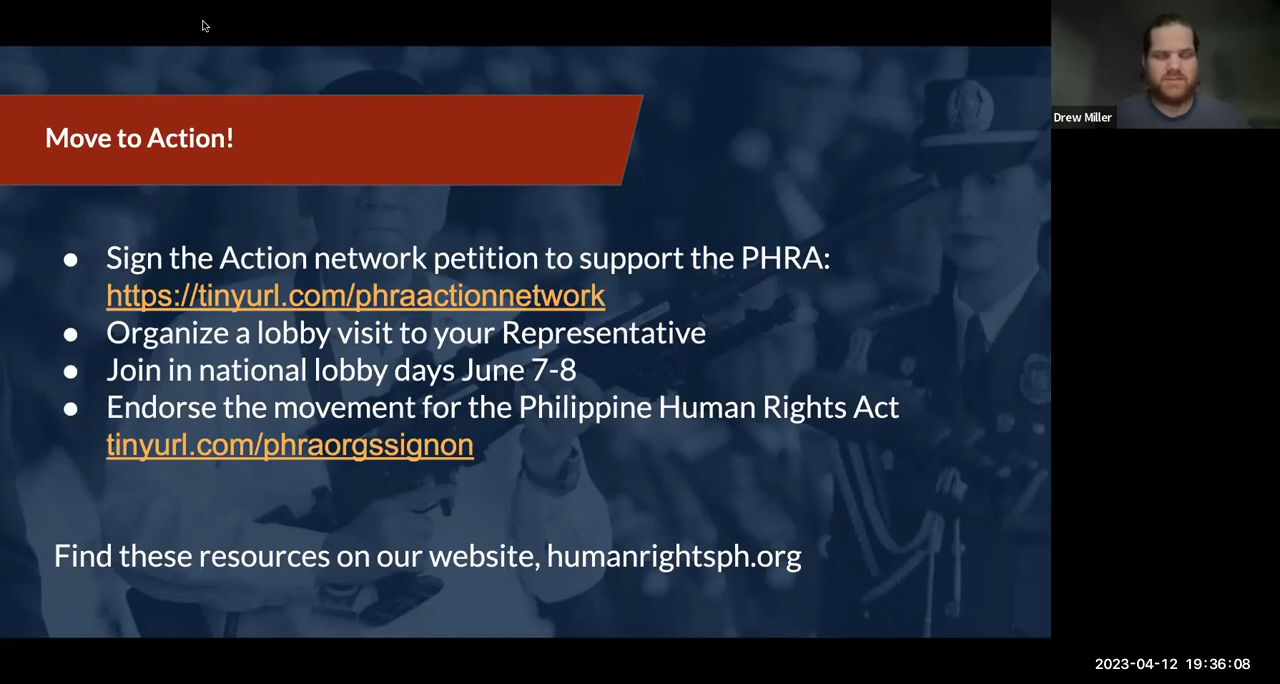 Move to Action!
Sign the Action network petition to support the PHRA:
https://tinyurl.com/phraactionnetwork
Organize a lobby visit to your Representative
Join in national lobby days June 7-8
Endorse the movement for the Philippine Human Rights Act
tinyurl.com/phraorgssignon
Find these resources on our website, humanrightsph.org
Drew Miller
2023-04-12 19:36:08